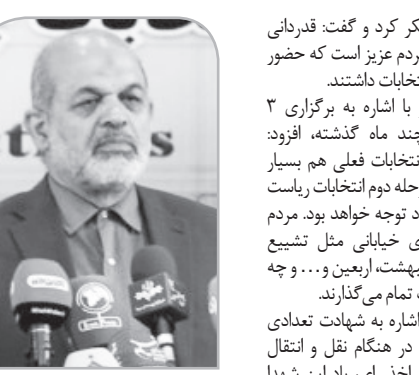 کر کرد و گفت: قدردانی
ردم عزیز است که حضور
تخابات داشتند.
با اشاره به برگزاری ۳
چند ماه گذشته، افزود:
نتخابات فعلی هم بسیار
حله دوم انتخابات ریاست
د توجه خواهد بود. مردم
ی خیابانی مثل تشییع
بهشت، اربعین و... و چه
تمام می‌گذارند.
اشاره به شهادت تعدادی
در هنگام نقل و انتقال